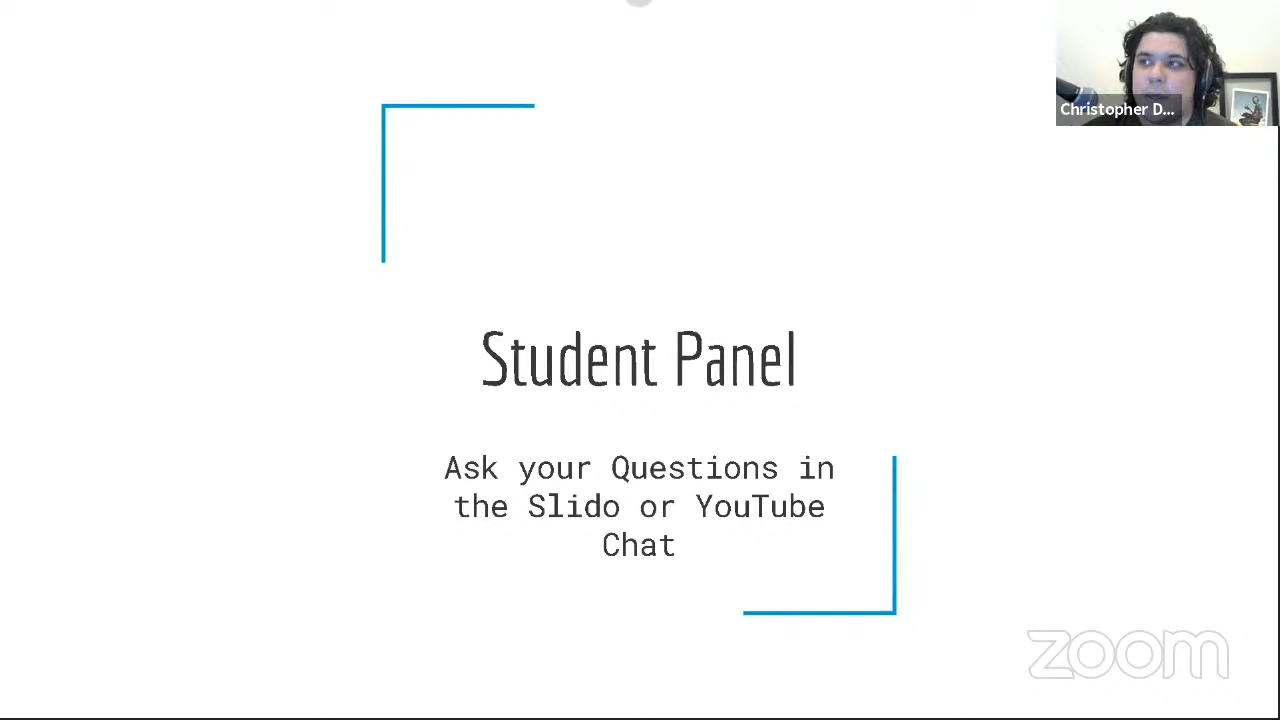 Christopher D...
Student Panel
Ask your Questions in
the Slido or YouTube
Chat
zoom